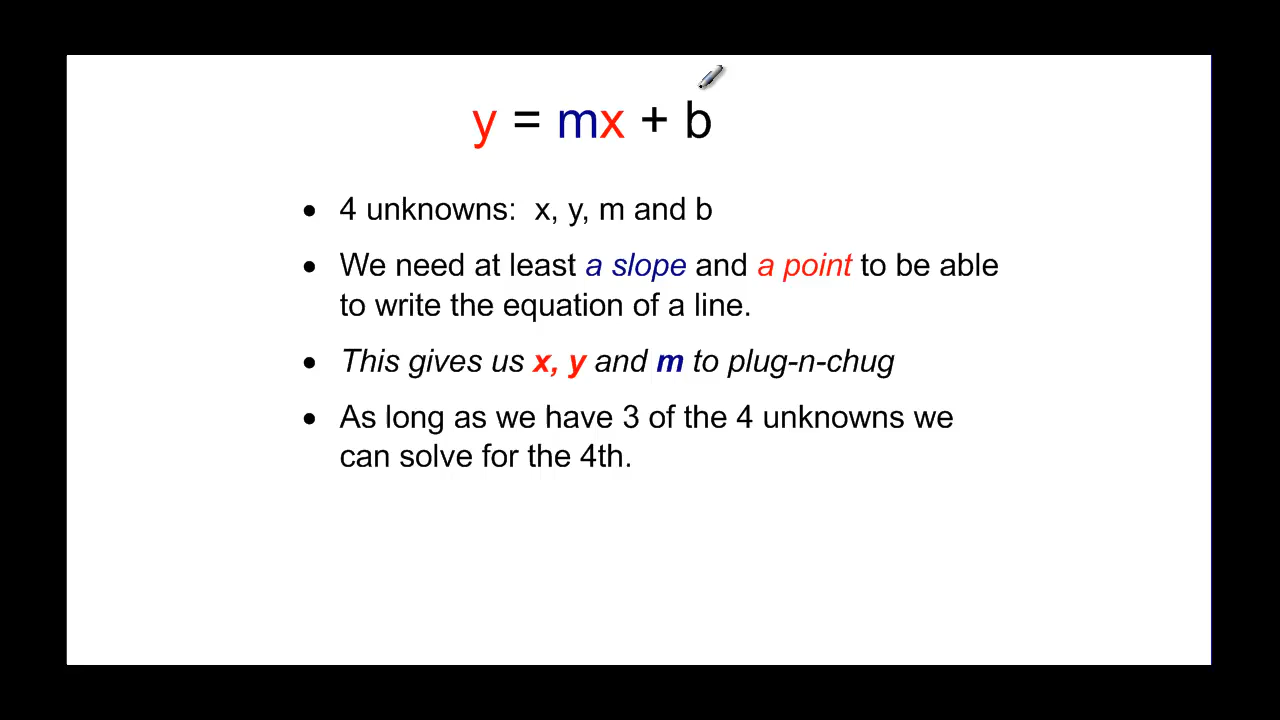 y = mx + b
• 4 unknowns: x, y, m and b
• We need at least a slope and a point to be able
to write the equation of a line.
• This gives us x, y and m to plug-n-chug
• As long as we have 3 of the 4 unknowns we
can solve for the 4th.